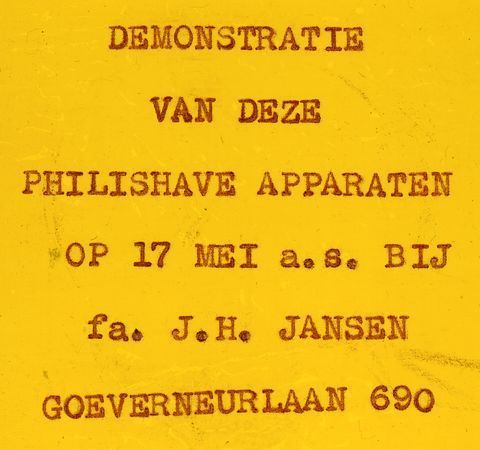 DEMONSTRATIE
VAN DEZE
PHILISHAVE APPARATEN
OP 17 MEI a.s. BIJ
fa. J.H. JANSEN
GOEVERNEURLAAN 690